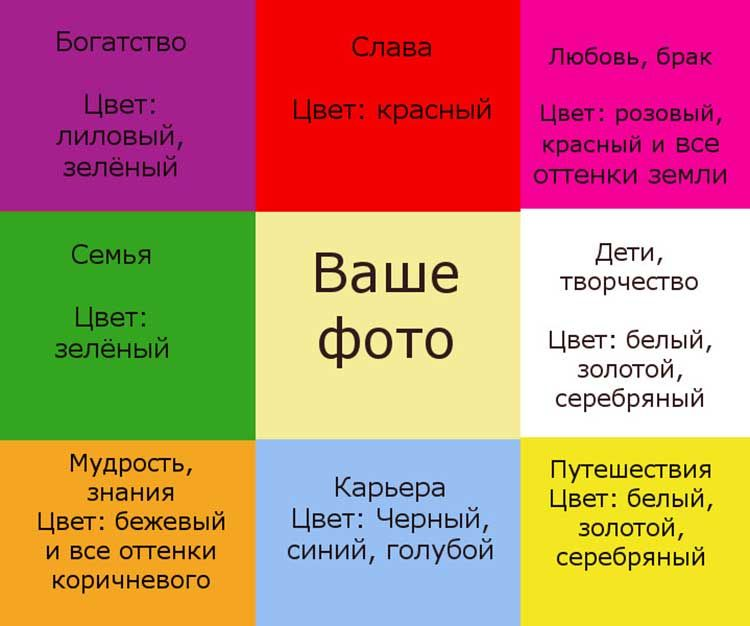 Богатство
Цвет:
лиловый,
зелёный
Слава
Цвет: красный
Любовь, брак
Цвет: розовый,
красный и все
оттенки земли
Семья
Цвет:
зелёный
Ваше
фото
Дети,
творчество
Цвет: белый,
золотой,
серебряный
Мудрость,
знания
Цвет: бежевый
и все оттенки
коричневого
Карьера
Цвет: Черный,
синий, голубой
Путешествия
Цвет: белый,
золотой,
серебряный